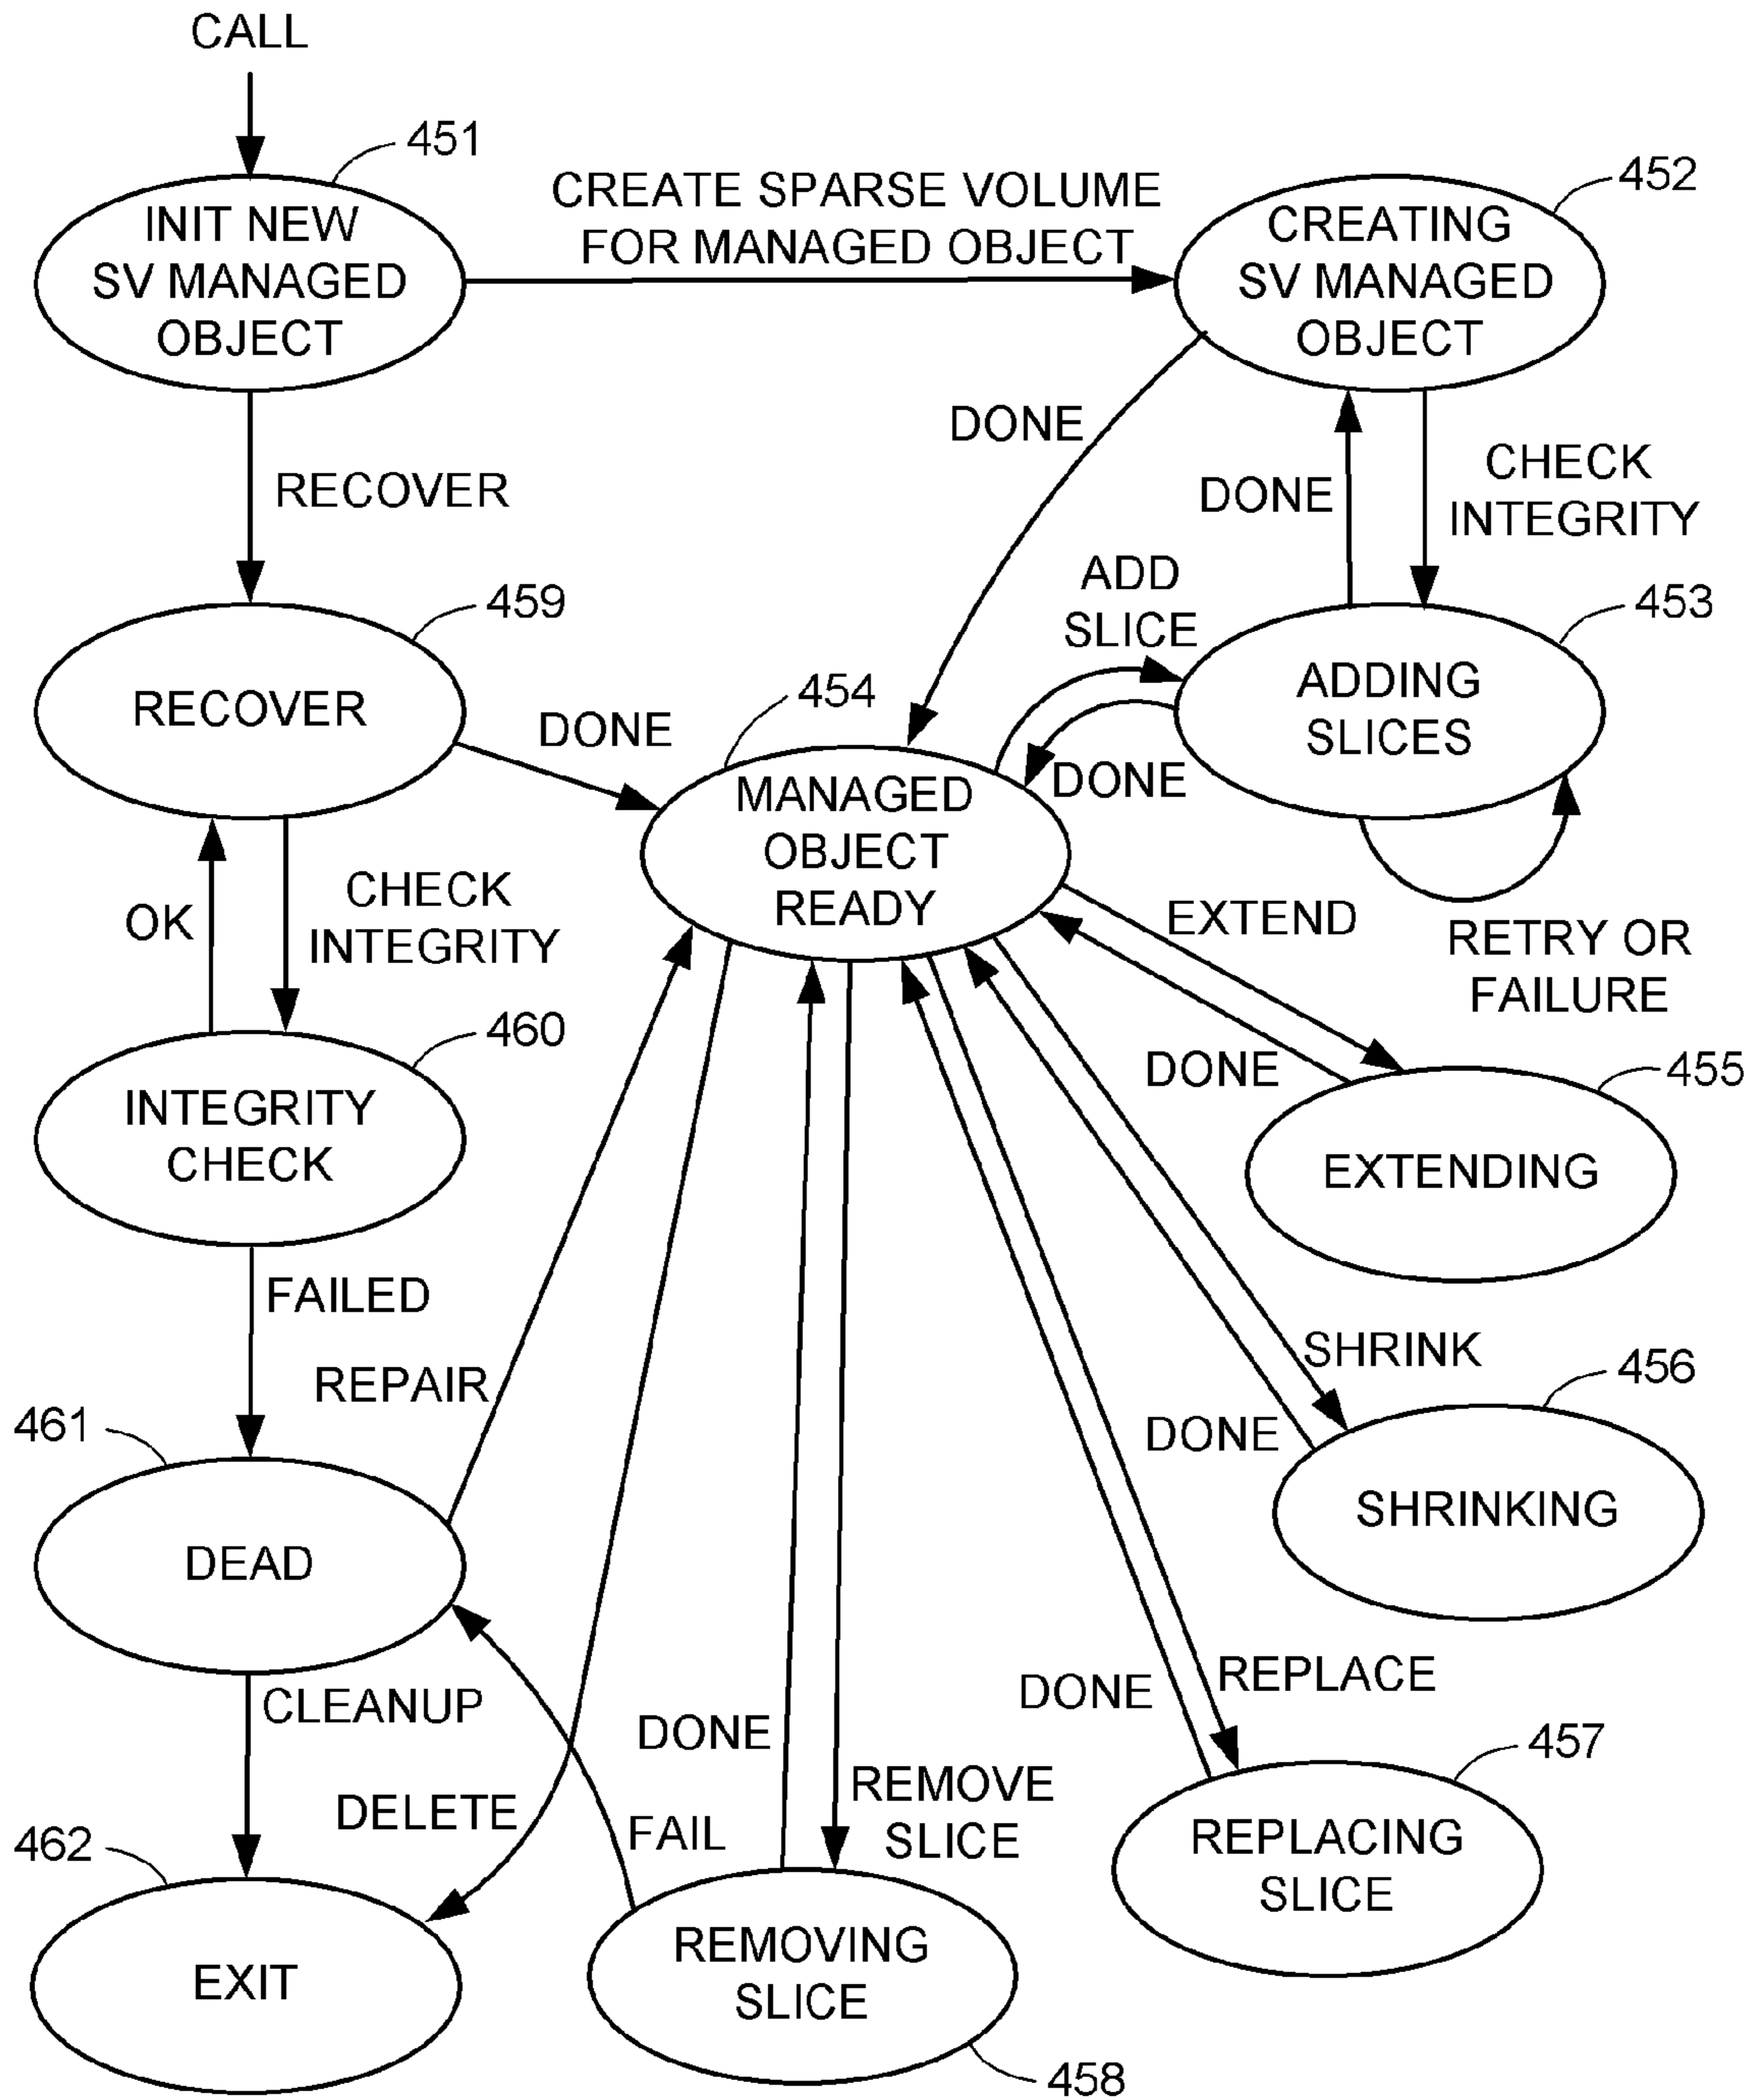 CALL
451
INIT NEW
SV MANAGED
OBJECT
CREATE SPARSE VOLUME
FOR MANAGED OBJECT
452
CREATING
SV MANAGED
OBJECT
DONE
RECOVER
DONE
CHECK
INTEGRITY
ADD
SLICE
459
RECOVER
453
ADDING
SLICES
DONE
454
MANAGED
OBJECT
READY
DONE
OK
CHECK
INTEGRITY
EXTEND
RETRY OR
FAILURE
460
INTEGRITY
CHECK
DONE
455
EXTENDING
FAILED
REPAIR
SHRINK
456
461
DONE
SHRINKING
DEAD
CLEANUP
DONE
DONE
REPLACE
457
DELETE
FAIL
REMOVE
SLICE
REPLACING
SLICE
462
EXIT
REMOVING
SLICE
458